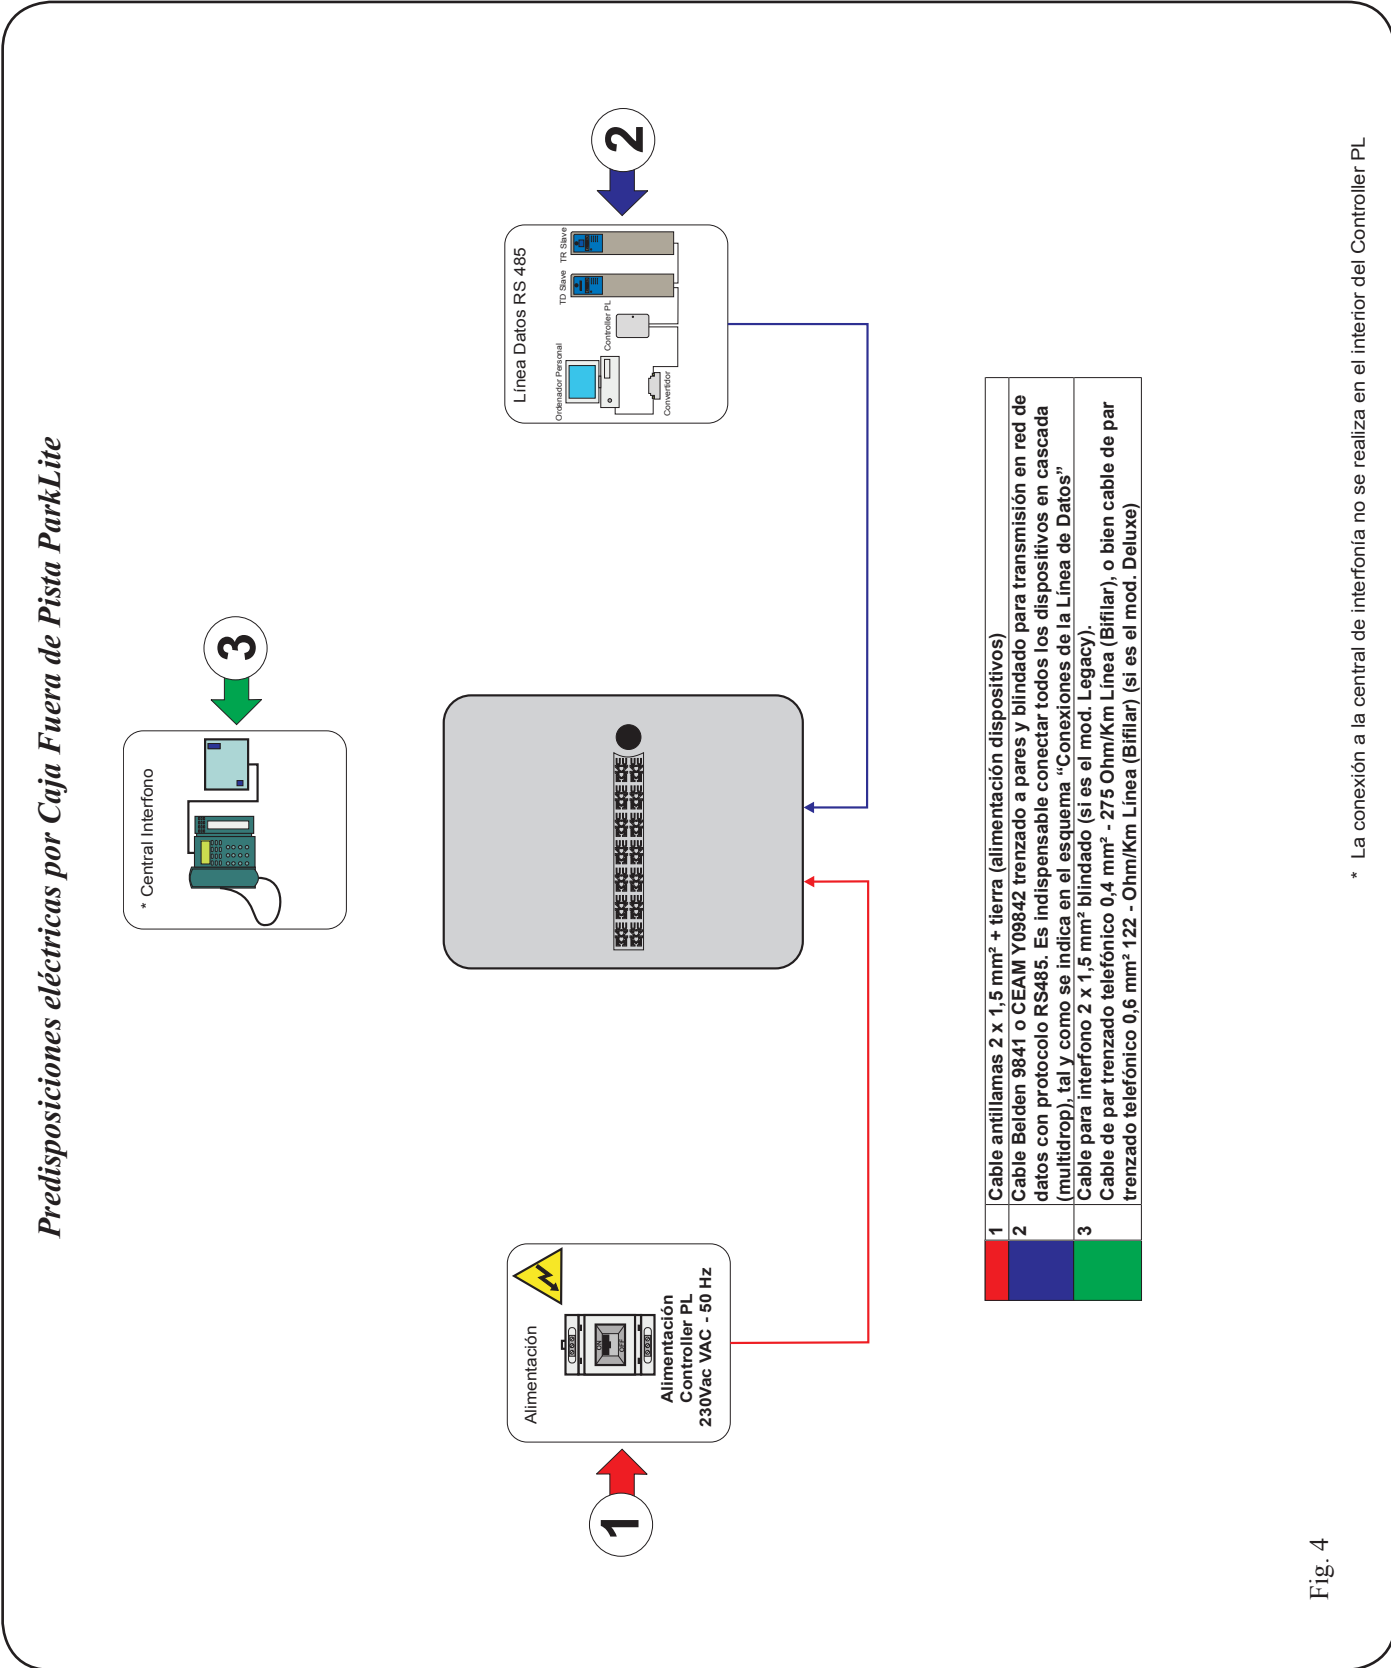 Predisposiciones eléctricas por Caja Fuera de Pista ParkLite
* Central Interfono
3
Alimentación
ON
OFF
Alimentación
Controller PL
230Vac VAC - 50 Hz
1
Línea Datos RS 485
Ordenador Personal
Convertidor
Controller PL
TD Slave
TR Slave
2
1 Cable antillamas 2 x 1,5 mm² + tierra (alimentación dispositivos)
2 Cable Belden 9841 o CEAM Y09842 trenzado a pares y blindado para transmisión en red de
datos con protocolo RS485. Es indispensable conectar todos los dispositivos en cascada
(multidrop), tal y como se indica en el esquema “Conexiones de la Línea de Datos”
3 Cable para interfono 2 x 1,5 mm² blindado (si es el mod. Legacy).
Cable de par trenzado telefónico 0,4 mm² - 275 Ohm/Km Línea (Bifilar), o bien cable de par
trenzado telefónico 0,6 mm² 122 - Ohm/Km Línea (Bifilar) (si es el mod. Deluxe)
Fig. 4
* La conexión a la central de interfonía no se realiza en el interior del Controller PL